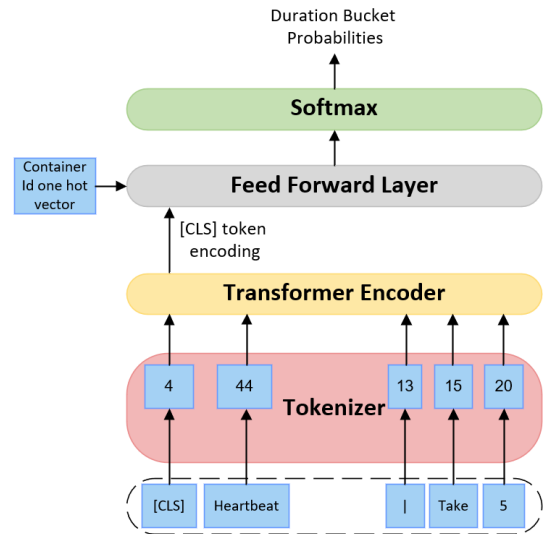 Duration Bucket
Probabilities
Softmax
Container
Id one hot
vector
Feed Forward Layer
[CLS] token
encoding
Transformer Encoder
4 44 13 15 20
Tokenizer
[CLS] Heartbeat | Take 5